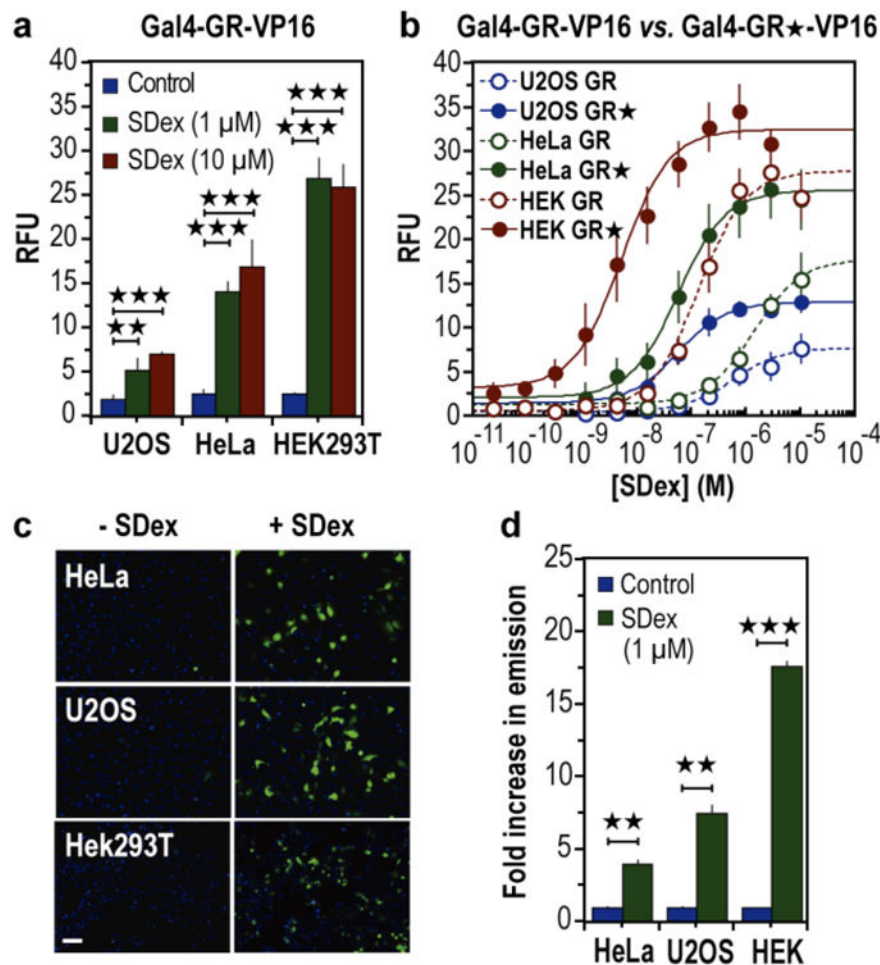 a
Gal4-GR-VP16
40
35
30
25
20
15
10
5
0
RFU
Control
SDex (1 µM)
SDex (10 µM)
★★★
★★
★★★
★★★
★★★
★★★
U2OS
HeLa
HEK293T
b
Gal4-GR-VP16 vs. Gal4-GR★-VP16
40
35
30
25
20
15
10
5
0
RFU
U2OS GR
U2OS GR★
HeLa GR
HeLa GR★
HEK GR
HEK GR★
10⁻¹¹ 10⁻¹⁰ 10⁻⁹ 10⁻⁸ 10⁻⁷ 10⁻⁶ 10⁻⁵ 10⁻⁴
[SDex] (M)
c
- SDex + SDex
HeLa
U2OS
Hek293T
d
25
20
15
10
5
0
Fold increase in emission
Control
SDex
(1 µM)
★★
★★
★★★
HeLa U2OS HEK